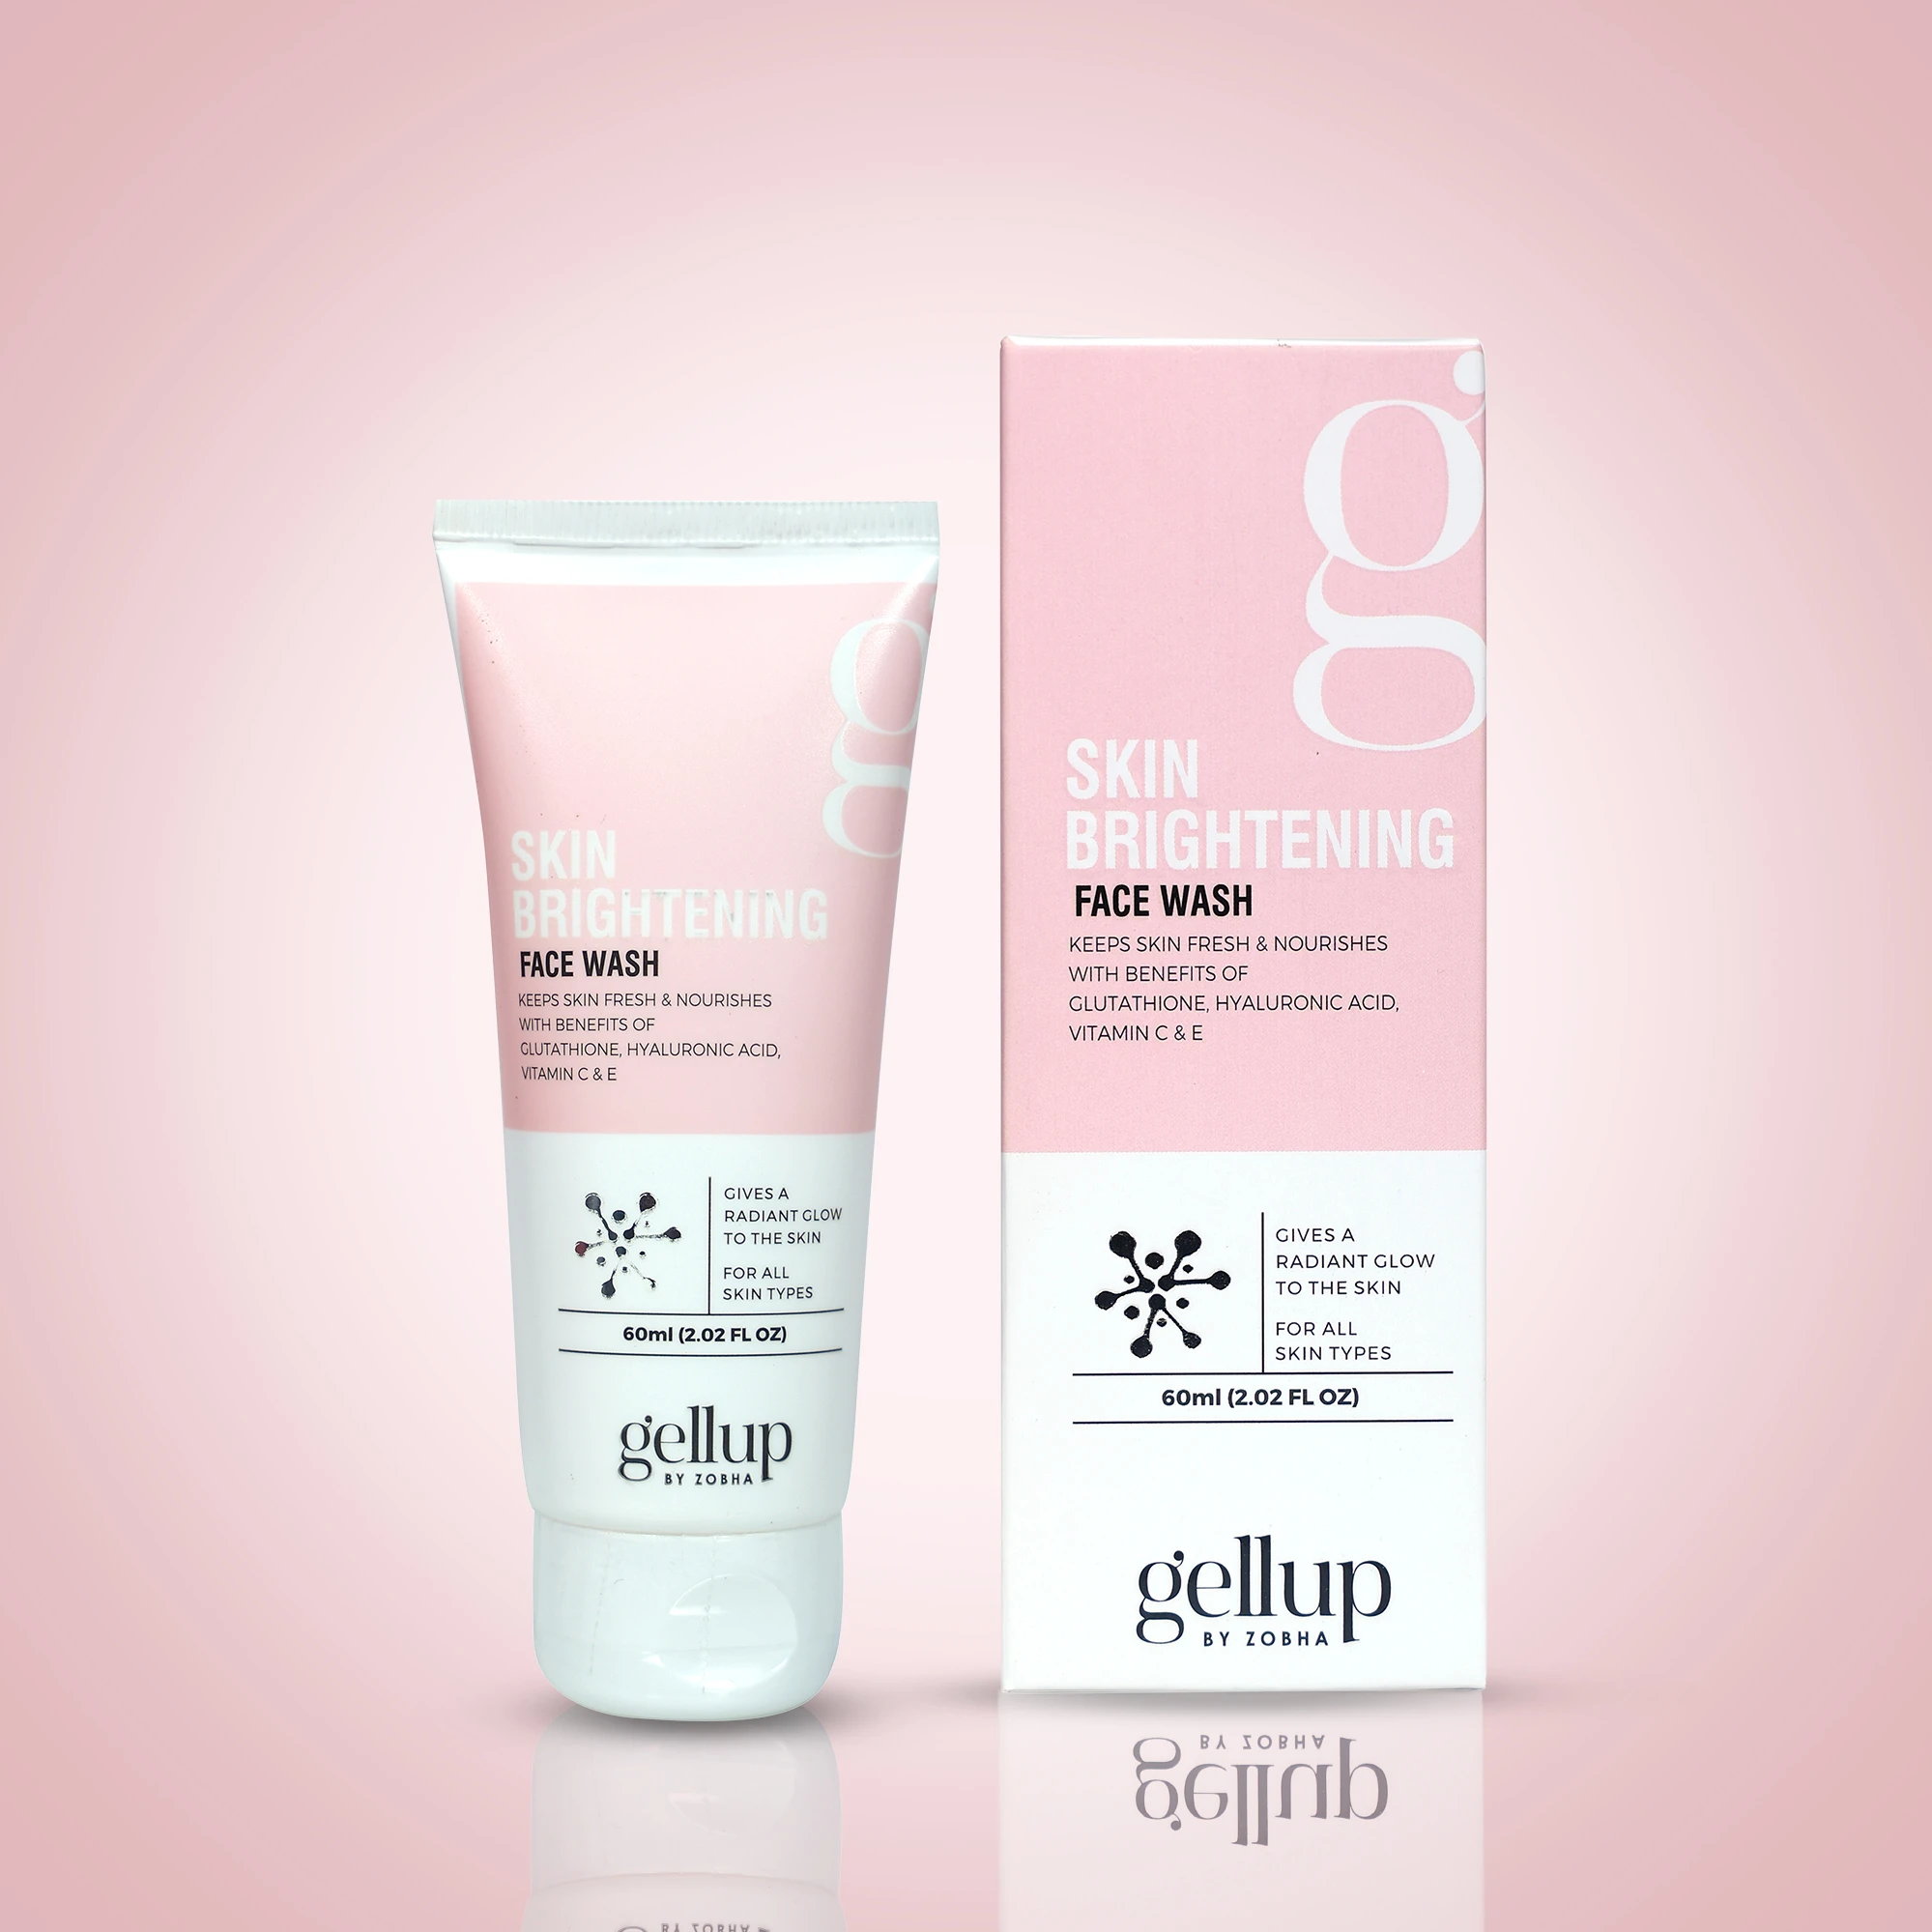 g
SKIN
BRIGHTENING
FACE WASH
KEEPS SKIN FRESH & NOURISHES
WITH BENEFITS OF
GLUTATHIONE, HYALURONIC ACID,
VITAMIN C & E
GIVES A
RADIANT GLOW
TO THE SKIN
FOR ALL
SKIN TYPES
60ml (2.02 FL OZ)
gellup
BY ZOBHA
g
SKIN
BRIGHTENING
FACE WASH
KEEPS SKIN FRESH & NOURISHES
WITH BENEFITS OF
GLUTATHIONE, HYALURONIC ACID,
VITAMIN C & E
GIVES A
RADIANT GLOW
TO THE SKIN
FOR ALL
SKIN TYPES
60ml (2.02 FL OZ)
gellup
BY ZOBHA